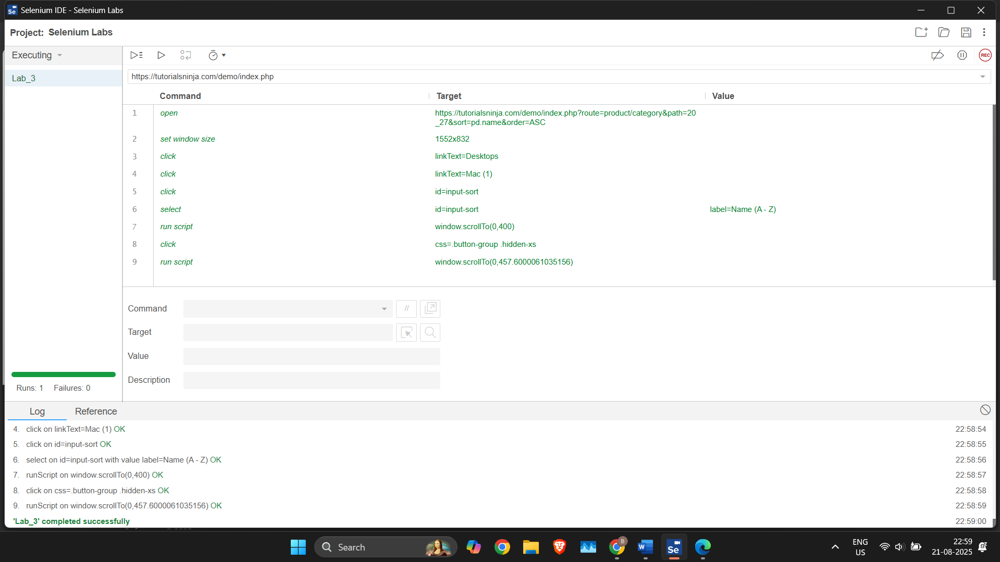 Selenium IDE - Selenium Labs
Project: Selenium Labs
Executing
REC
Lab_3
https://tutorialsninja.com/demo/index.php
Command Target Value
1 open https://tutorialsninja.com/demo/index.php?route=product/category&path=20
_27&sort=pd.name&order=ASC
2 set window size 1552x832
3 click linkText=Desktops
4 click linkText=Mac (1)
5 click id=input-sort
6 select id=input-sort label=Name (A - Z)
7 run script window.scrollTo(0,400)
8 click css=.button-group .hidden-xs
9 run script window.scrollTo(0,457.6000061035156)
Command //
Target
Value
Description
Runs: 1 Failures: 0
Log Reference
4. click on linkText=Mac (1) OK 22:58:54
5. click on id=input-sort OK 22:58:55
6. select on id=input-sort with value label=Name (A - Z) OK 22:58:56
7. runScript on window.scrollTo(0,400) OK 22:58:57
8. click on css=.button-group .hidden-xs OK 22:58:58
9. runScript on window.scrollTo(0,457.6000061035156) OK 22:58:59
'Lab_3' completed successfully 22:59:00
Search
ENG
US
22:59
21-08-2025